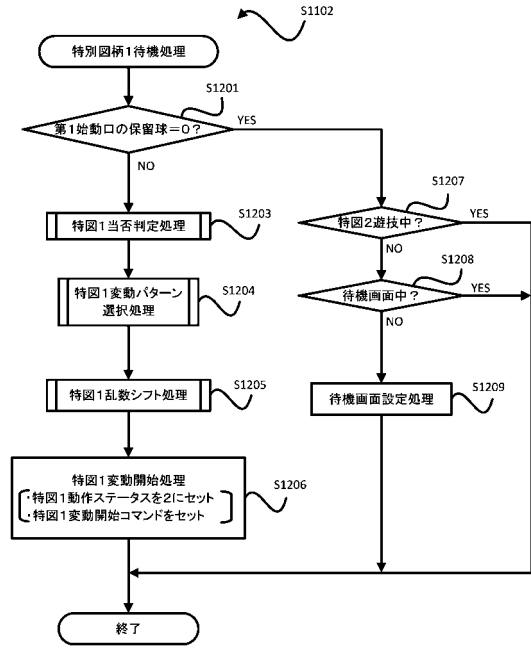 S1102
特別図柄1待機処理
S1201
第1始動口の保留球=0?
YES
NO
S1207
特図2遊技中?
YES
NO
S1203
特図1当否判定処理
S1208
待機画面中?
YES
NO
S1204
特図1変動パターン
選択処理
S1205
特図1乱数シフト処理
S1209
待機画面設定処理
S1206
特図1変動開始処理
・特図1動作ステータスを2にセット
・特図1変動開始コマンドをセット
終了